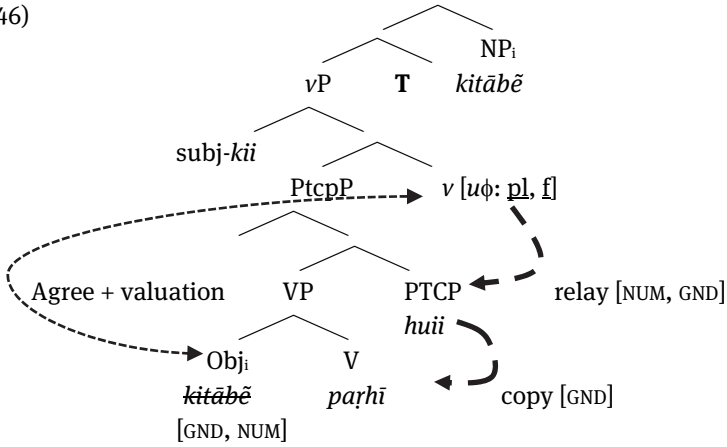 46)
NPᵢ
vP T kitābẽ
subj-kii
PtcpP v [uϕ: pl, f]
Agree + valuation VP PTCP relay [NUM, GND]
huii
Objᵢ V
kitābẽ paṛhī copy [GND]
[GND, NUM]